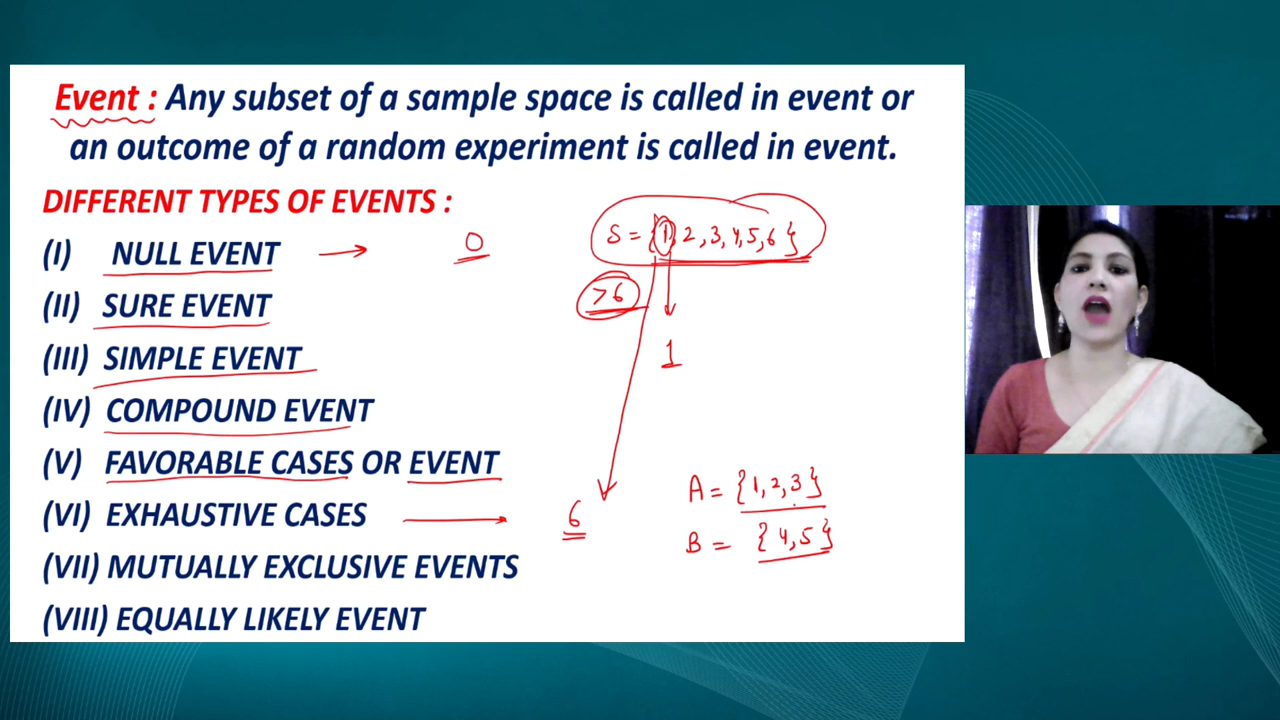 Event : Any subset of a sample space is called in event or
an outcome of a random experiment is called in event.
DIFFERENT TYPES OF EVENTS :
(I) NULL EVENT → 0
S = {1, 2, 3, 4, 5, 6}
(II) SURE EVENT
>6
(III) SIMPLE EVENT
1
(IV) COMPOUND EVENT
(V) FAVORABLE CASES OR EVENT
A = {1, 2, 3}
(VI) EXHAUSTIVE CASES → 6
B = {4, 5}
(VII) MUTUALLY EXCLUSIVE EVENTS
(VIII) EQUALLY LIKELY EVENT